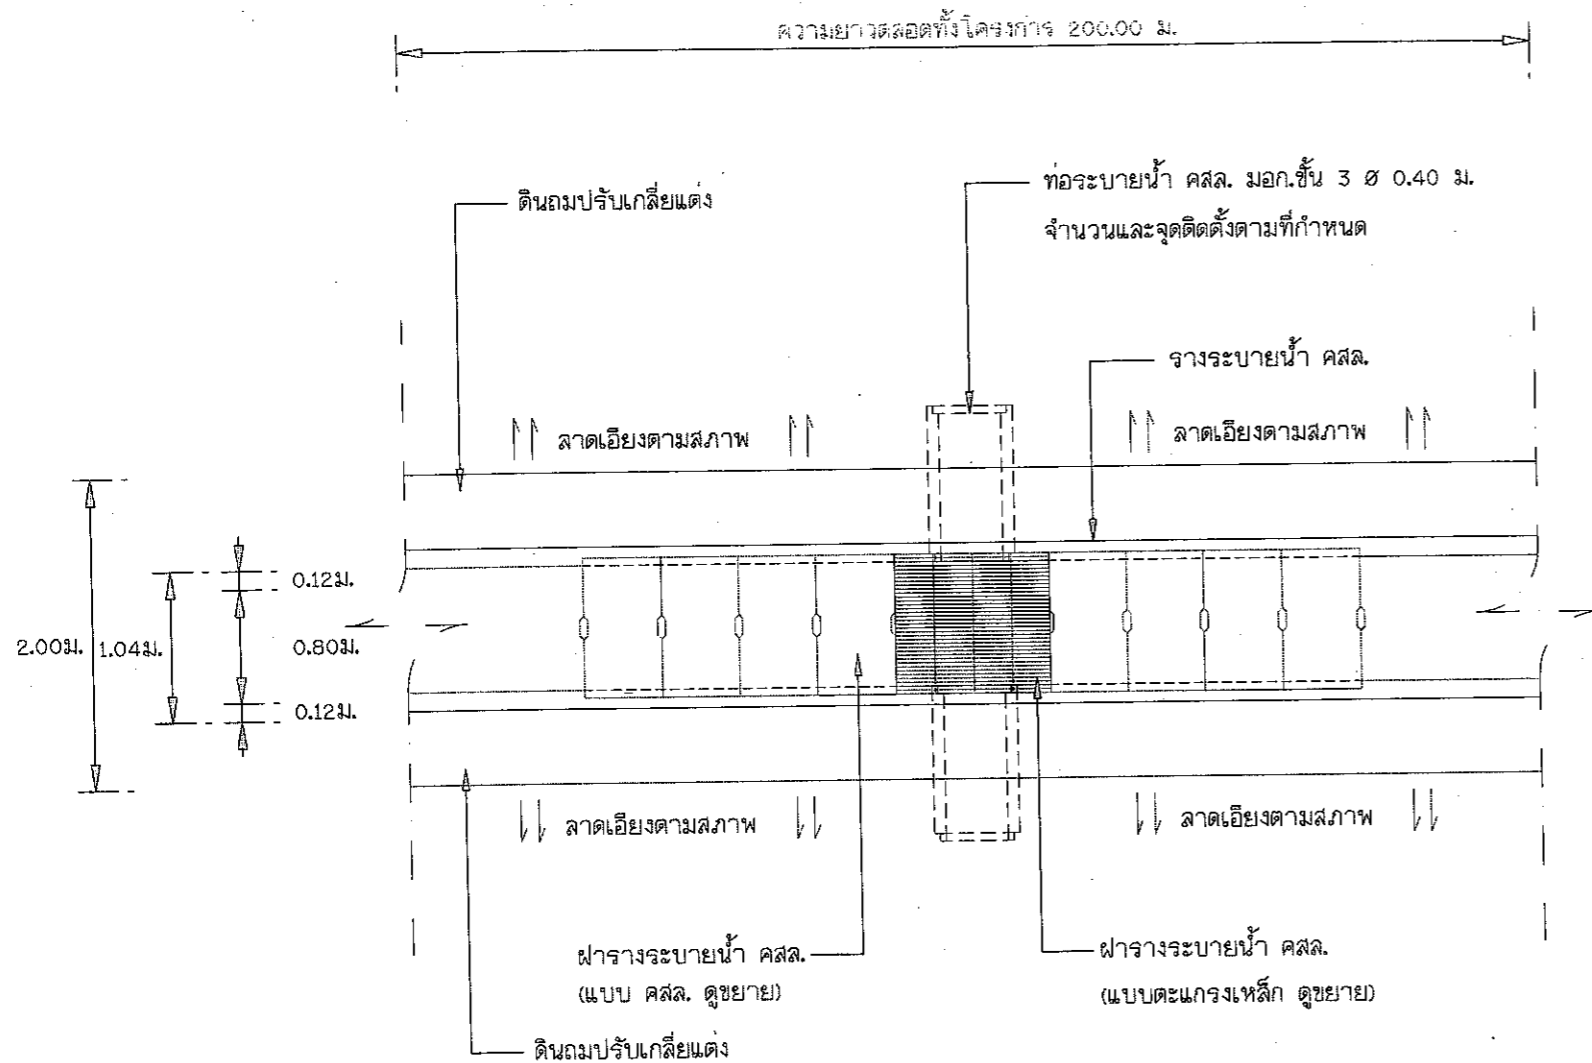 ความยาวตลอดทั้งโครงการ 200.00 ม.
ดินถมปรับเกลี่ยแต่ง
ท่อระบายน้ำ คสล. มอก.ชั้น 3 Ø 0.40 ม.
จำนวนและจุดติดตั้งตามที่กำหนด
รางระบายน้ำ คสล.
ลาดเอียงตามสภาพ
ลาดเอียงตามสภาพ
2.00ม.
1.04ม.
0.12ม.
0.80ม.
0.12ม.
ลาดเอียงตามสภาพ
ลาดเอียงตามสภาพ
ฝารางระบายน้ำ คสล.
(แบบ คสล. ดูขยาย)
ฝารางระบายน้ำ คสล.
(แบบตะแกรงเหล็ก ดูขยาย)
ดินถมปรับเกลี่ยแต่ง